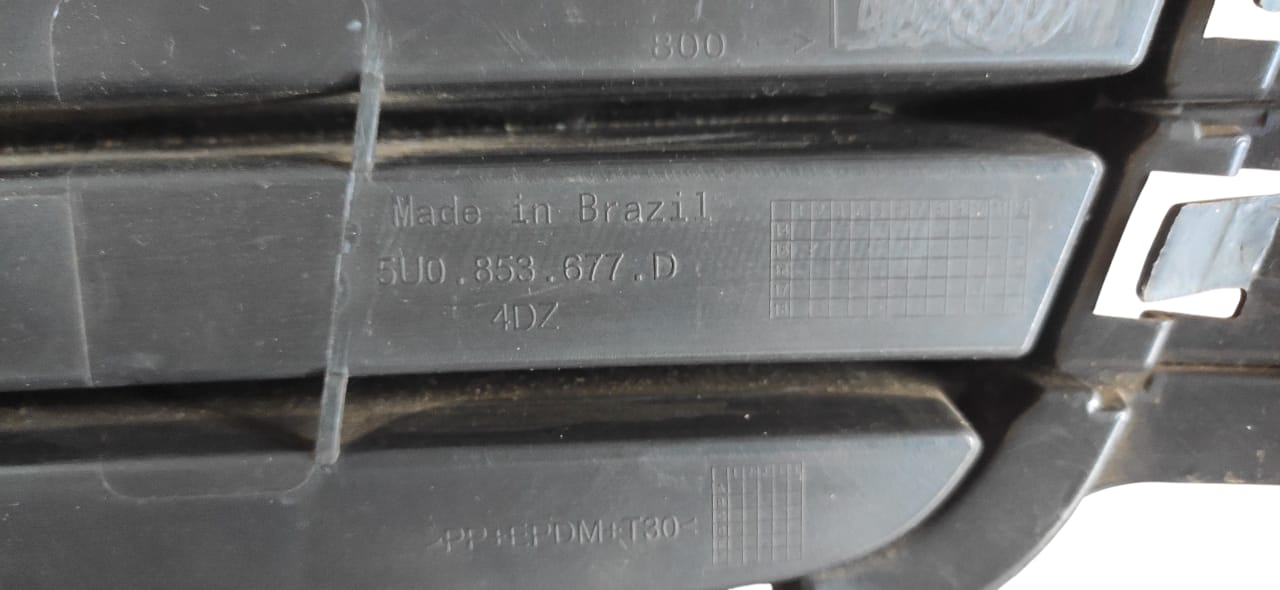 800
Made in Brazil
5U0.853.677.D
4DZ
>PP+EPDM+T30<